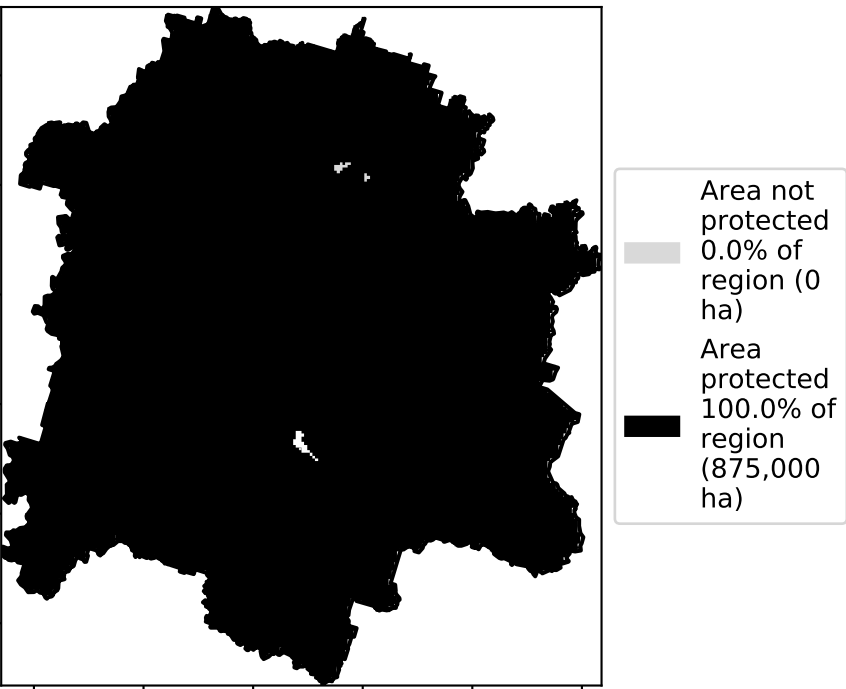 Area not
protected
0.0% of
region (0
ha)
Area
protected
100.0% of
region
(875,000
ha)